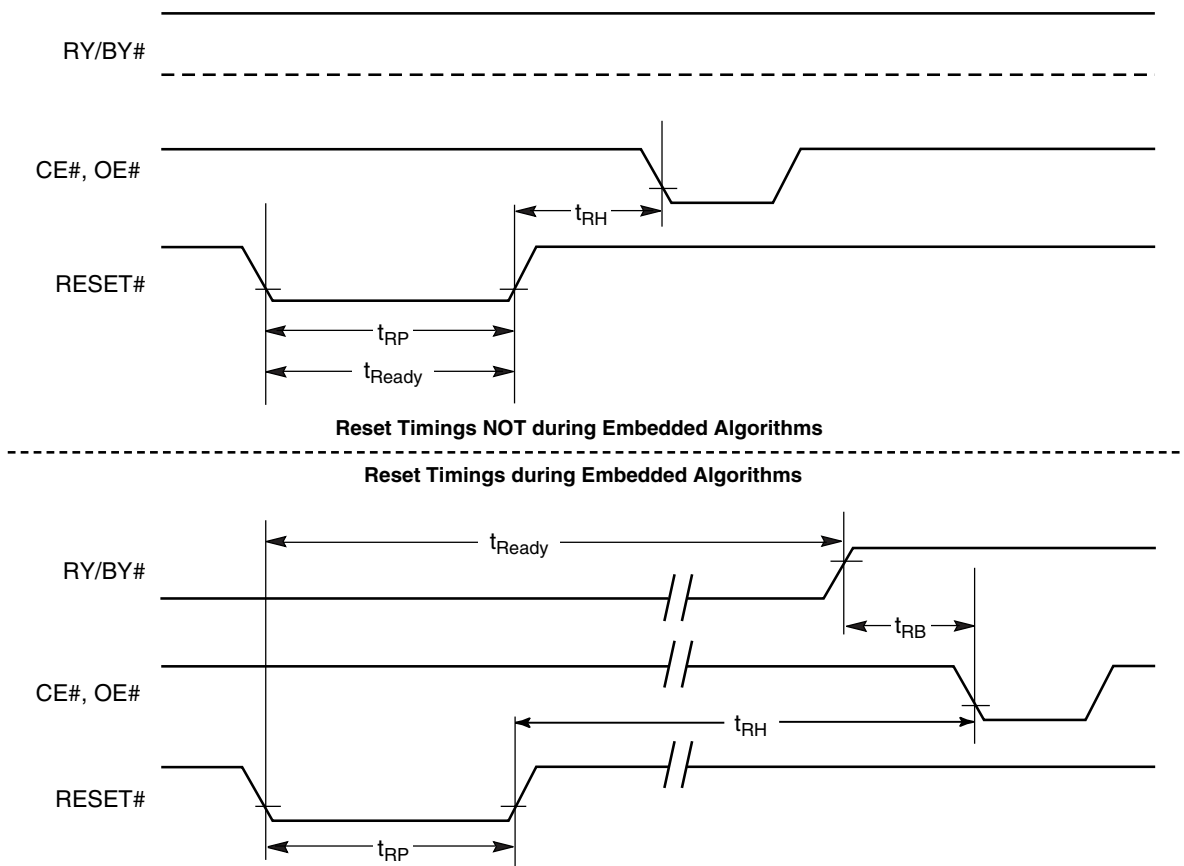 RY/BY#
CE#, OE#
tRH
RESET#
tRP
tReady
Reset Timings NOT during Embedded Algorithms
Reset Timings during Embedded Algorithms
tReady
RY/BY#
tRB
CE#, OE#
tRH
RESET#
tRP